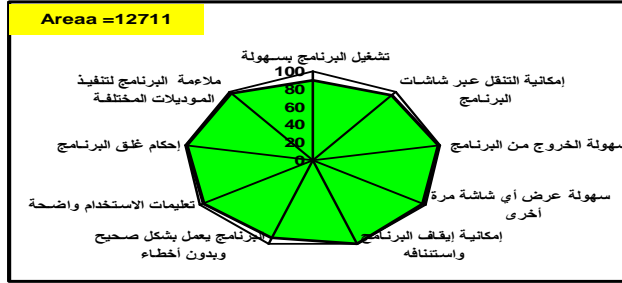 Areaa =12711
تشغيل البرنامج بسهولة
إمكانية التنقل عبر شاشات
البرنامج
سهولة الخروج من البرنامج
سهولة عرض أي شاشة مرة
أخرى
إمكانية إيقاف البرنامج
واستئنافه
البرنامج يعمل بشكل صحيح
وبدون أخطاء
تعليمات الاستخدام واضحة
إحكام غلق البرنامج
ملاءمة البرنامج لتنفيذ
الموديلات المختلفة
100
80
60
40
20
0